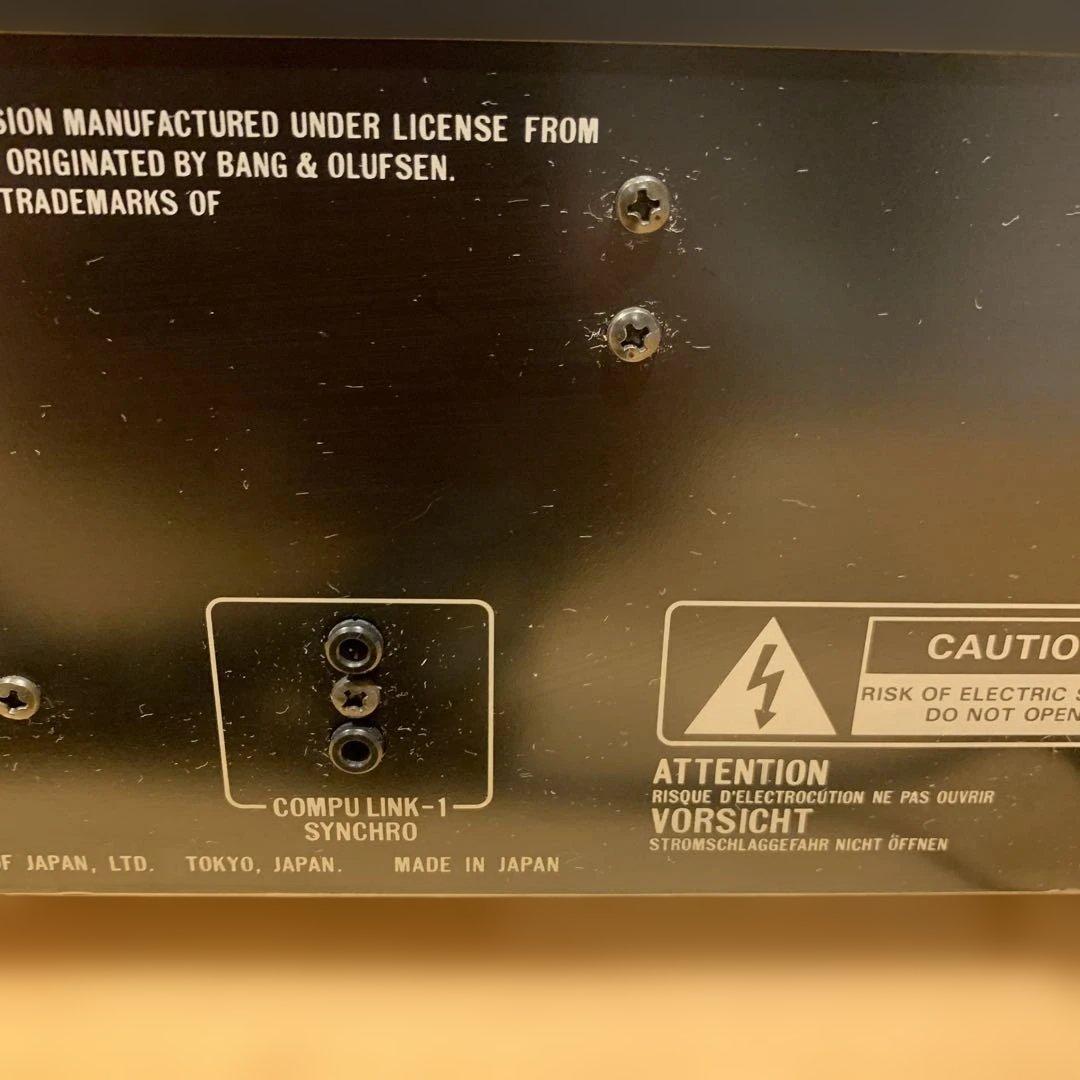 SION MANUFACTURED UNDER LICENSE FROM
ORIGINATED BY BANG & OLUFSEN.
TRADEMARKS OF
CAUTIO
RISK OF ELECTRIC S
DO NOT OPEN
ATTENTION
RISQUE D'ELECTROCUTION NE PAS OUVRIR
VORSICHT
STROMSCHLAGGEFAHR NICHT ÖFFNEN
COMPU LINK-1
SYNCHRO
OF JAPAN, LTD. TOKYO, JAPAN. MADE IN JAPAN